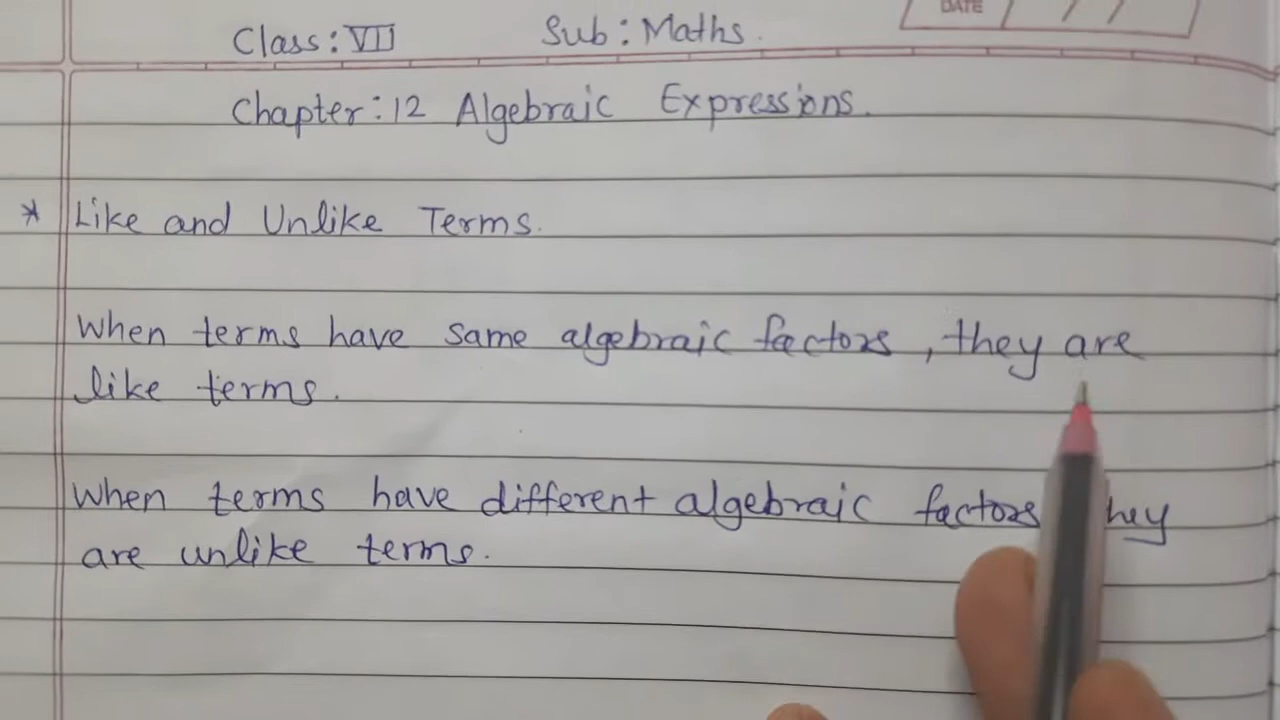 DATE
Class: VII Sub: Maths.
Chapter: 12 Algebraic Expressions.
* Like and Unlike Terms.
When terms have same algebraic factors, they are
like terms.
When terms have different algebraic factors
are unlike terms.